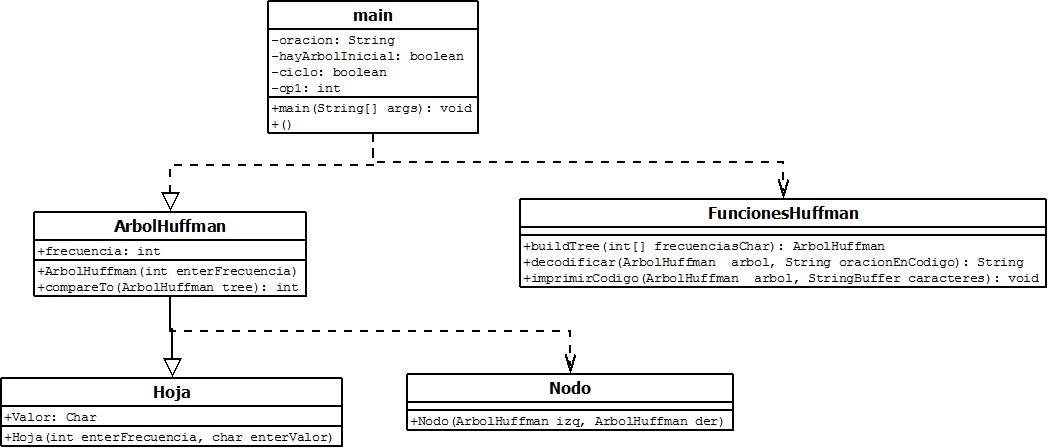 main
-oracion: String
-hayArbolInicial: boolean
-ciclo: boolean
-op1: int
+main(String[] args): void
+()
ArbolHuffman
+frecuencia: int
+ArbolHuffman(int enterFrecuencia)
+compareTo(ArbolHuffman tree): int
FuncionesHuffman
+buildTree(int[] frecuenciasChar): ArbolHuffman
+decodificar(ArbolHuffman  arbol, String oracionEnCodigo): String
+imprimirCodigo(ArbolHuffman  arbol, StringBuffer caracteres): void
Hoja
+Valor: Char
+Hoja(int enterFrecuencia, char enterValor)
Nodo
+Nodo(ArbolHuffman izq, ArbolHuffman der)